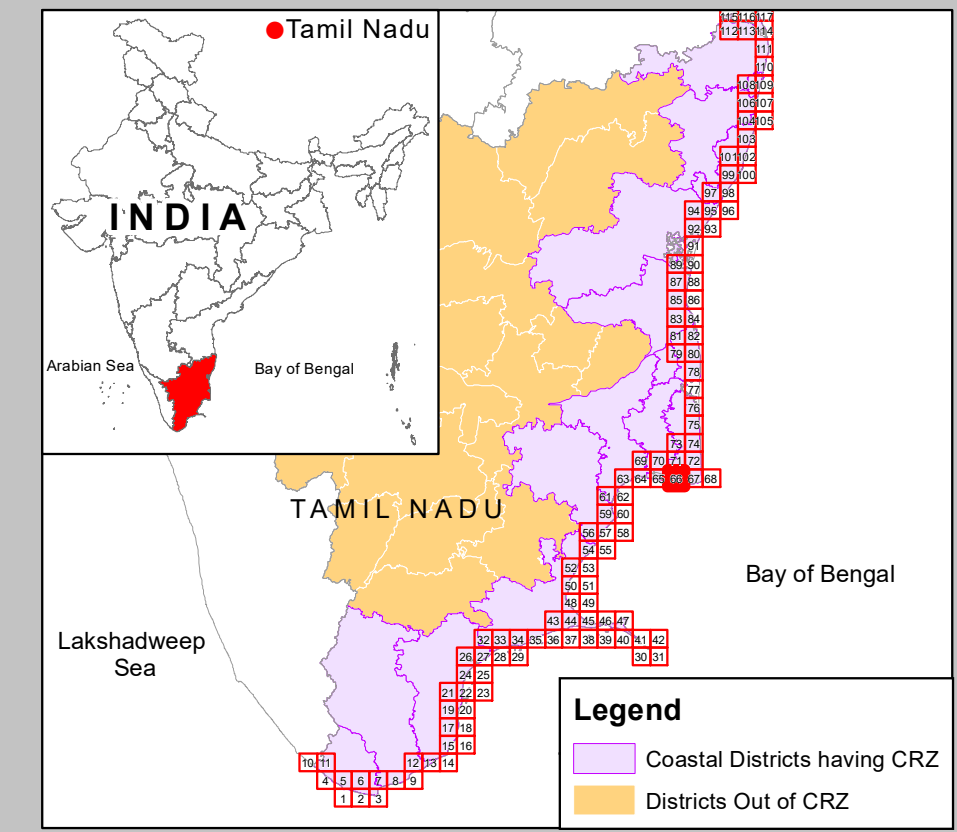 Tamil Nadu
INDIA
Arabian Sea
Bay of Bengal
115 116 117
112 113 114
111
110
108 109
106 107
104 105
103
101 102
99 100
97 98
94 95 96
92 93
91
89 90
87 88
85 86
83 84
81 82
79 80
78
77
76
75
73 74
69 70 71 72
63 64 65 66 67 68
61 62
TAMIL NADU
59 60
56 57 58
54 55
52 53
Bay of Bengal
50 51
48 49
43 44 45 46 47
Lakshadweep
Sea
32 33 34 35 36 37 38 39 40 41 42
26 27 28 29 30 31
24 25
21 22 23
19 20
17 18
15 16
10 11 12 13 14
4 5 6 7 8 9
1 2 3
Legend
Coastal Districts having CRZ
Districts Out of CRZ